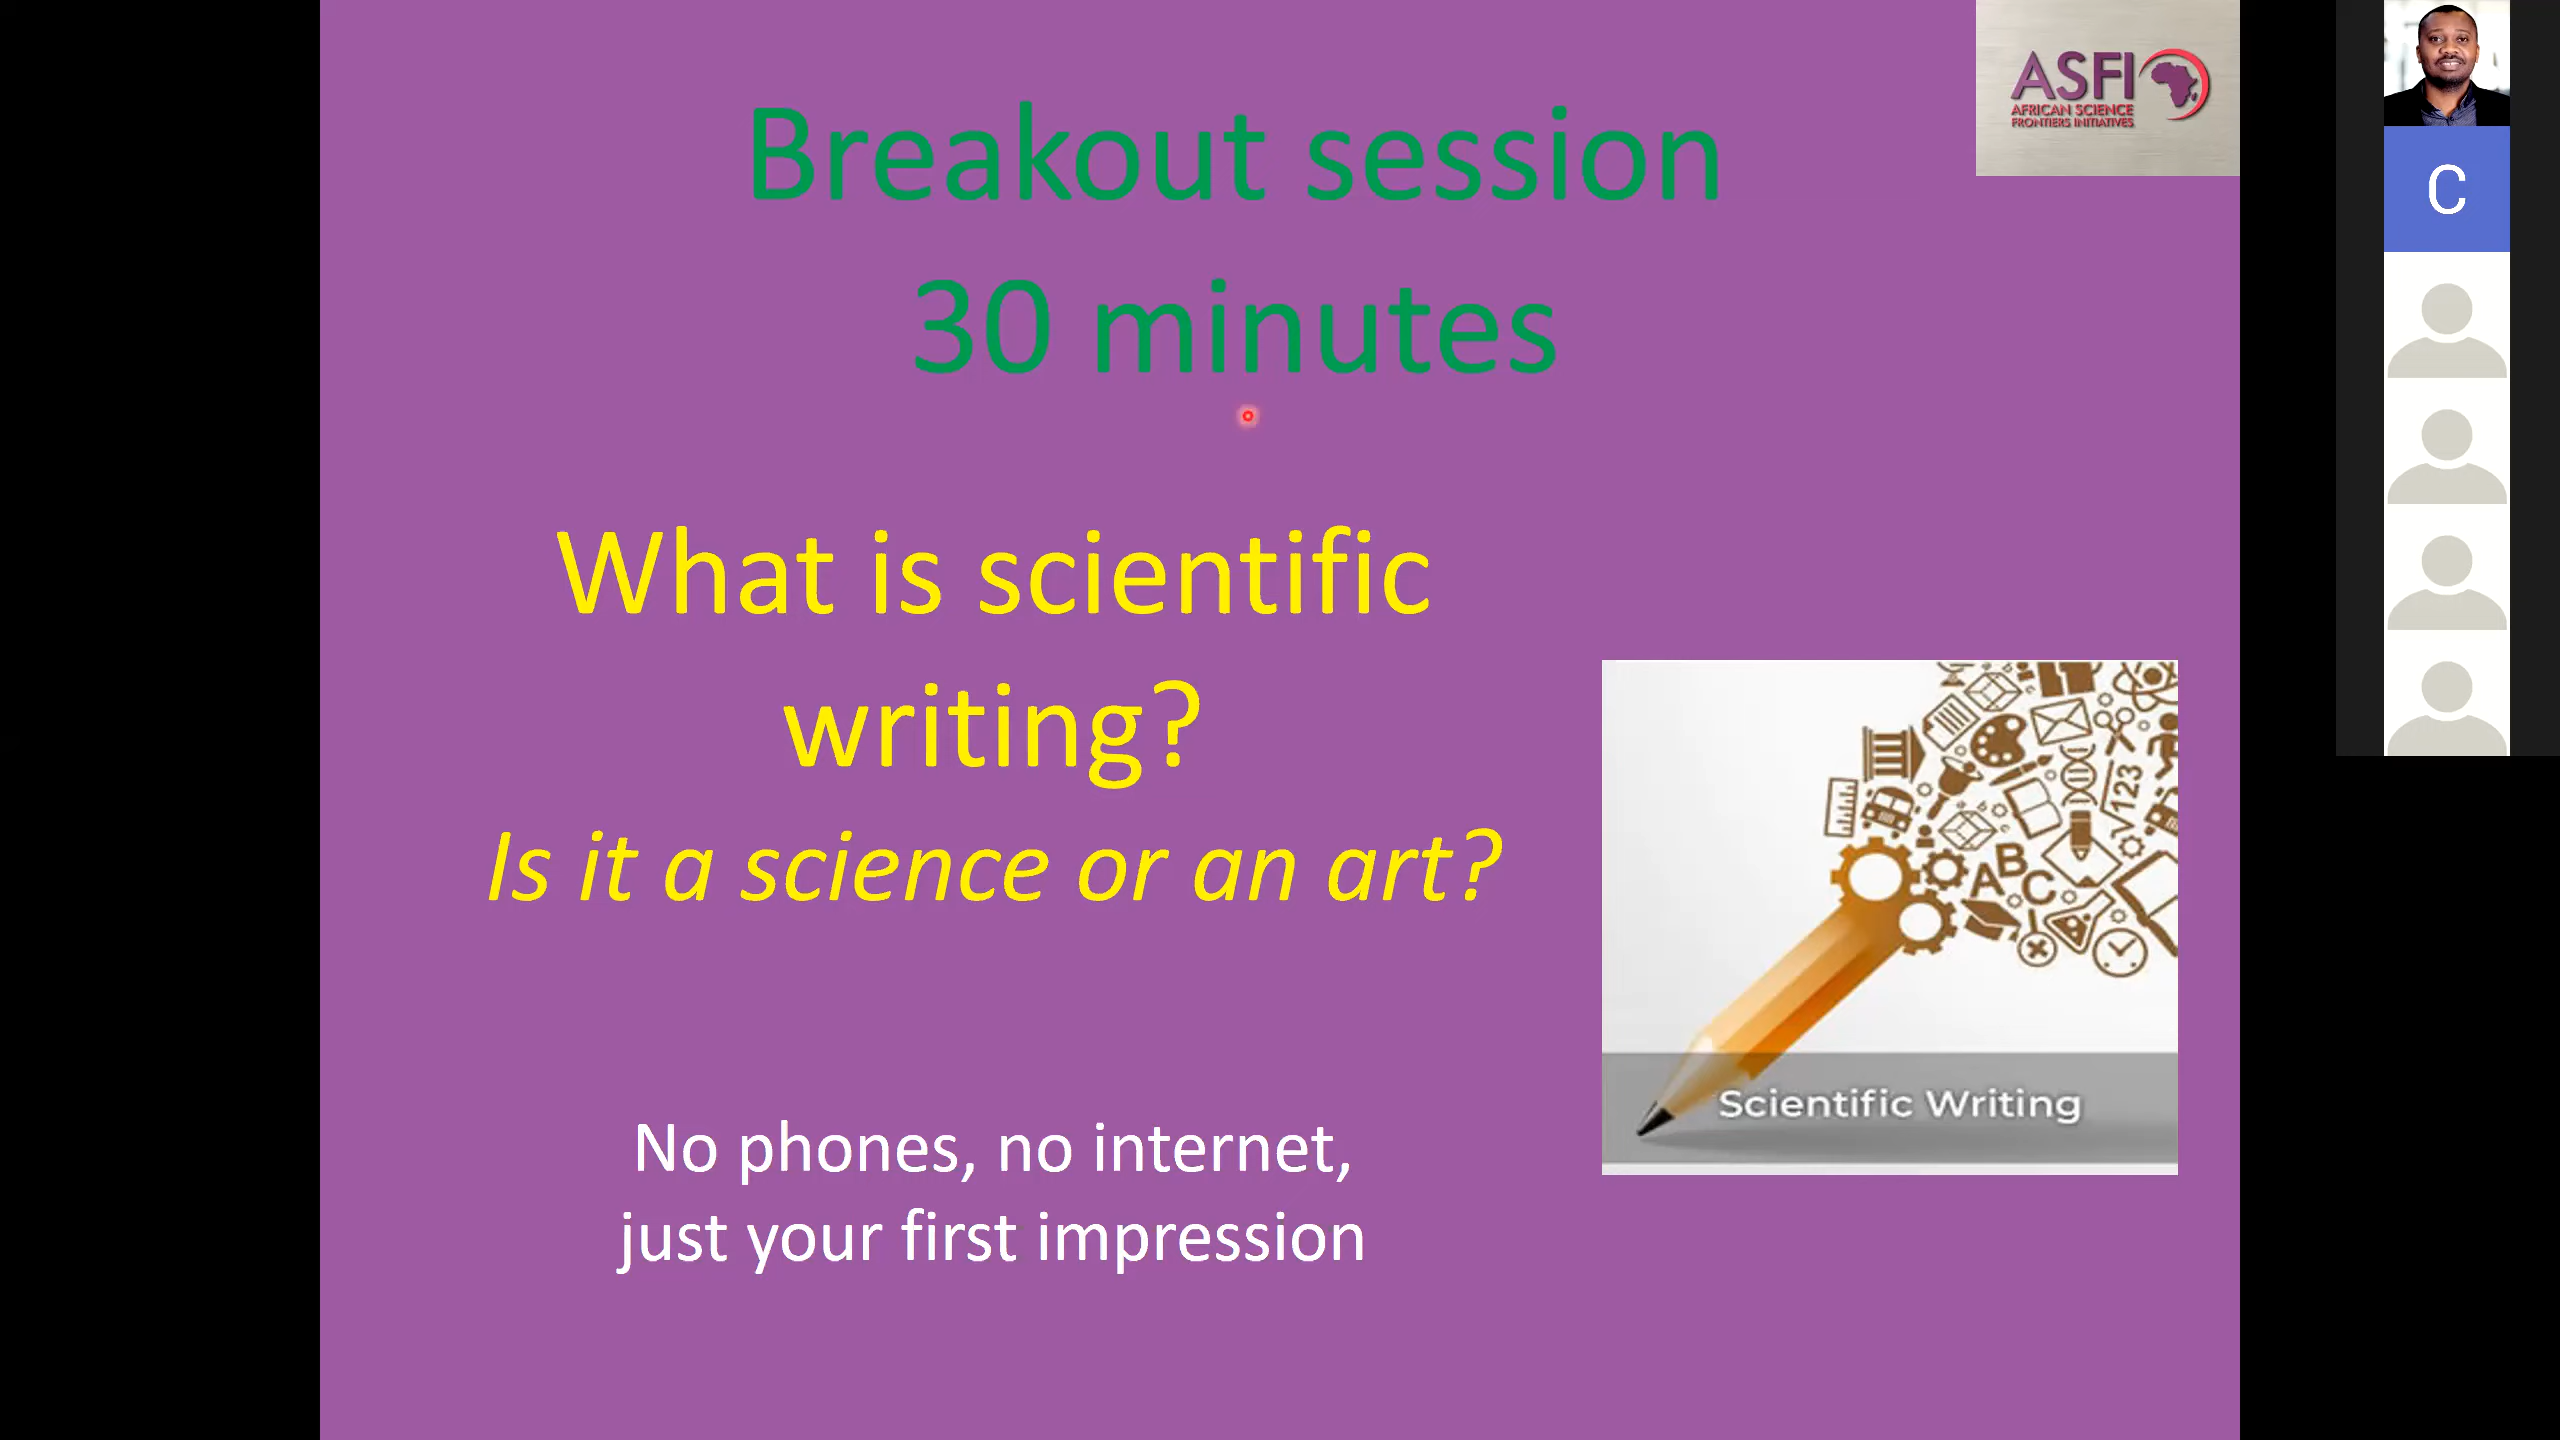 Breakout session
30 minutes
ASFI
AFRICAN SCIENCE
FRONTIERS INITIATIVES
C
What is scientific
writing?
Is it a science or an art?
√123
ABC
Scientific Writing
No phones, no internet,
just your first impression